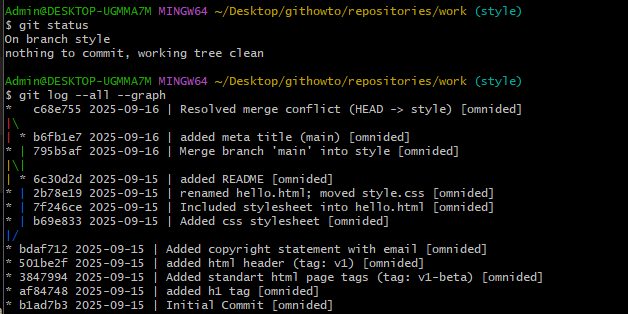 Admin@DESKTOP-UGMMA7M MINGW64 ~/Desktop/githowto/repositories/work (style)
$ git status
On branch style
nothing to commit, working tree clean

Admin@DESKTOP-UGMMA7M MINGW64 ~/Desktop/githowto/repositories/work (style)
$ git log --all --graph
*   c68e755 2025-09-16 | Resolved merge conflict (HEAD -> style) [omnided]
|\
| * b6fb1e7 2025-09-16 | added meta title (main) [omnided]
* | 795b5af 2025-09-16 | Merge branch 'main' into style [omnided]
|\|
| * 6c30d2d 2025-09-15 | added README [omnided]
* | 2b78e19 2025-09-15 | renamed hello.html; moved style.css [omnided]
* | 7f246ce 2025-09-15 | Included stylesheet into hello.html [omnided]
* | b69e833 2025-09-15 | Added css stylesheet [omnided]
|/
* bdaf712 2025-09-15 | Added copyright statement with email [omnided]
* 501be2f 2025-09-15 | added html header (tag: v1) [omnided]
* 3847994 2025-09-15 | Added standart html page tags (tag: v1-beta) [omnided]
* af84748 2025-09-15 | added h1 tag [omnided]
* b1ad7b3 2025-09-15 | Initial Commit [omnided]